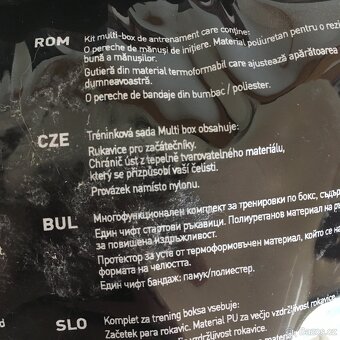 ROM
Kit multi-box de antrenament care conține:
O pereche de mănuși de inițiere. Material poliuretan pentru o
bună a mănușilor.
Gutieră din material termoformabil care ajustează
dumneavoastră.
O pereche de bandaje din bumbac / poliester.
CZE
Tréninková sada Multi box obsahuje:
Rukavice pro začátečníky.
Chránič úst z tepelně tvarovatelného materiálu,
který se přizpůsobí vaší čelisti.
Provázek namísto nylonu.
BUL
Многофункционален комплект за тренировки по бокс,
Един чифт стартови ръкавици. Полиуретанов материал
за повишена издръжливост.
Протектор за уста от термоформовъчен материал, който се
формата на челюстта.
Един бандаж: памук/полиестер.
SLO
Komplet za trening boksa vsebuje:
Začetek para rokavic. Material PU za večjo vzdržljivost